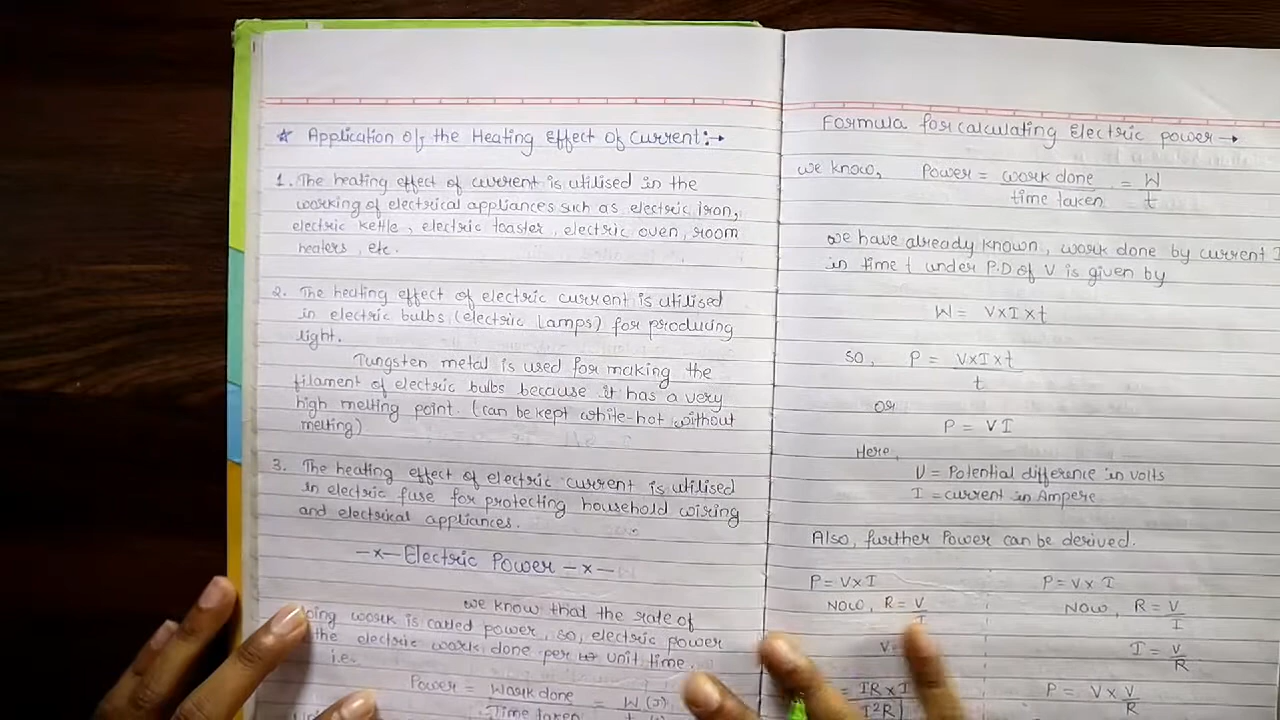 ☆ Application of the Heating Effect of Current:→
1. The heating effect of current is utilised in the
working of electrical appliances such as electric iron,
electric kettle, electric toaster, electric oven, room
heaters, etc.
2. The heating effect of electric current is utilised
in electric bulbs (electric Lamps) for producing
light.
Tungsten metal is used for making the
filament of electric bulbs because it has a very
high melting point. (can be kept white-hot without
melting)
3. The heating effect of electric current is utilised
in electric fuse for protecting household wiring
and electrical appliances.
-x- Electric Power -x-
we know that the rate of
doing work is called power, so, electric power
the electric work done per unit time.
i.e.
Power = Work done = W (J)
Time taken
Formula for calculating Electric power →
we know, Power = work done = W
time taken t
we have already known, work done by current I
in time t under P.D of V is given by
W = V×I×t
So, P = V×I×t
t
or
P = VI
Here,
V = Potential difference in volts
I = current in Ampere
Also, further Power can be derived.
P = V×I
Now, R = V
I
= IR×I
I²R
P = V×I
Now, R = V
I
I = V
R
P = V × V
R